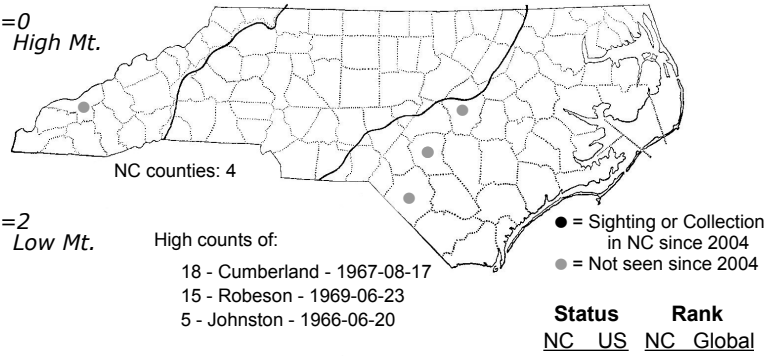 =0
High Mt.
NC counties: 4
=2
Low Mt.
High counts of:
18 - Cumberland - 1967-08-17
15 - Robeson - 1969-06-23
5 - Johnston - 1966-06-20
= Sighting or Collection
in NC since 2004
= Not seen since 2004
Status Rank
NC US NC Global